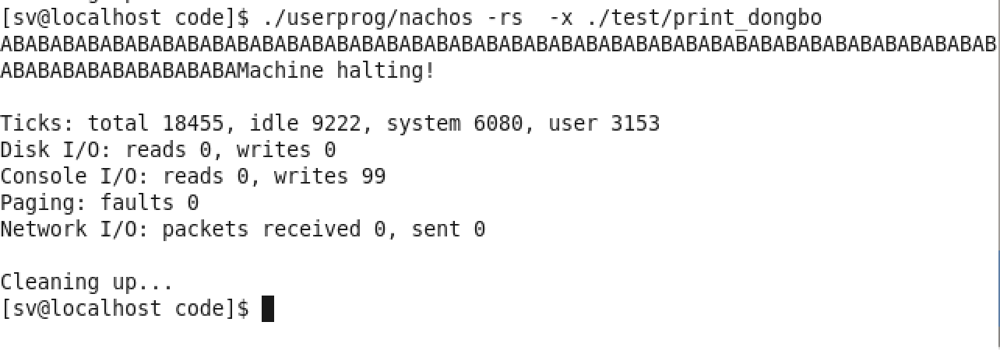 [sv@localhost code]$ ./userprog/nachos -rs  -x ./test/print_dongbo
ABABABABABABABABABABABABABABABABABABABABABABABABABABABABABABABABABABABABABABABAB
ABABABABABABABABABAMachine halting!
Ticks: total 18455, idle 9222, system 6080, user 3153
Disk I/O: reads 0, writes 0
Console I/O: reads 0, writes 99
Paging: faults 0
Network I/O: packets received 0, sent 0
Cleaning up...
[sv@localhost code]$